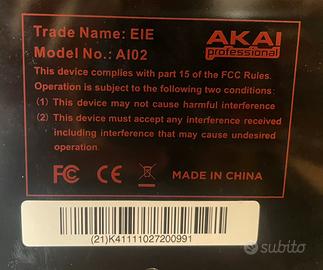 Trade Name: EIE
AKAI
professional
Model No.: AI02
This device complies with part 15 of the FCC Rules.
Operation is subject to the following two conditions:
(1) This device may not cause harmful interference
(2) This device must accept any interference received
including interference that may cause undesired
operation.
FC CE MADE IN CHINA
(21)K41111027200991
subito